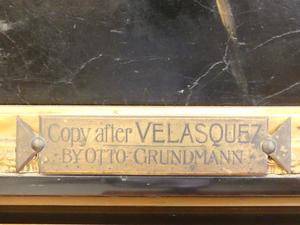 Copy after VELASQUEZ
BY OTTO GRUNDMANN